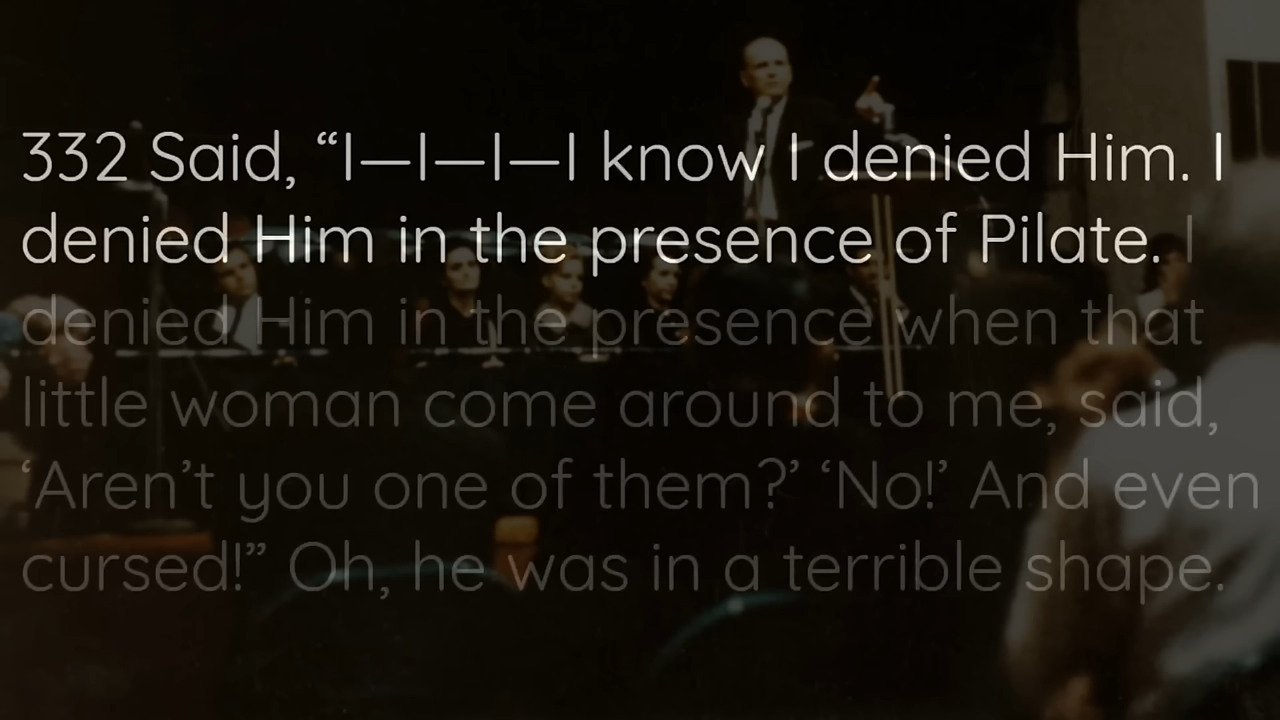 332 Said, “I—I—I—I know I denied Him. I
denied Him in the presence of Pilate. I
denied Him in the presence when that
little woman come around to me, said,
‘Aren’t you one of them?’ ‘No!’ And even
cursed!” Oh, he was in a terrible shape.